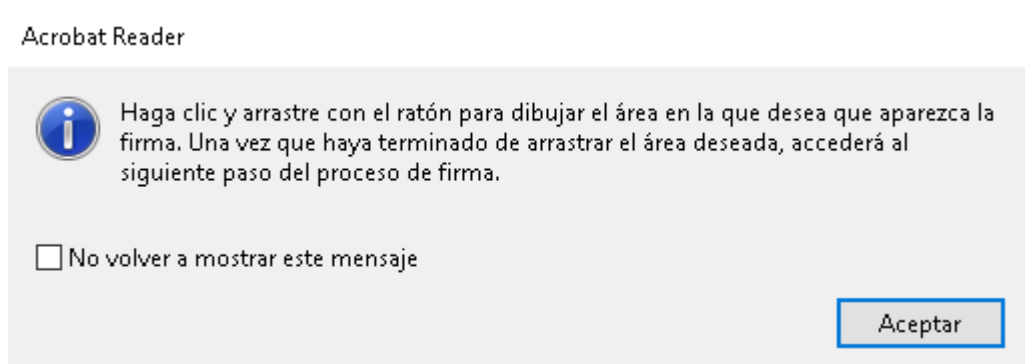 Acrobat Reader
Haga clic y arrastre con el ratón para dibujar el área en la que desea que aparezca la
firma. Una vez que haya terminado de arrastrar el área deseada, accederá al
siguiente paso del proceso de firma.
No volver a mostrar este mensaje
Aceptar